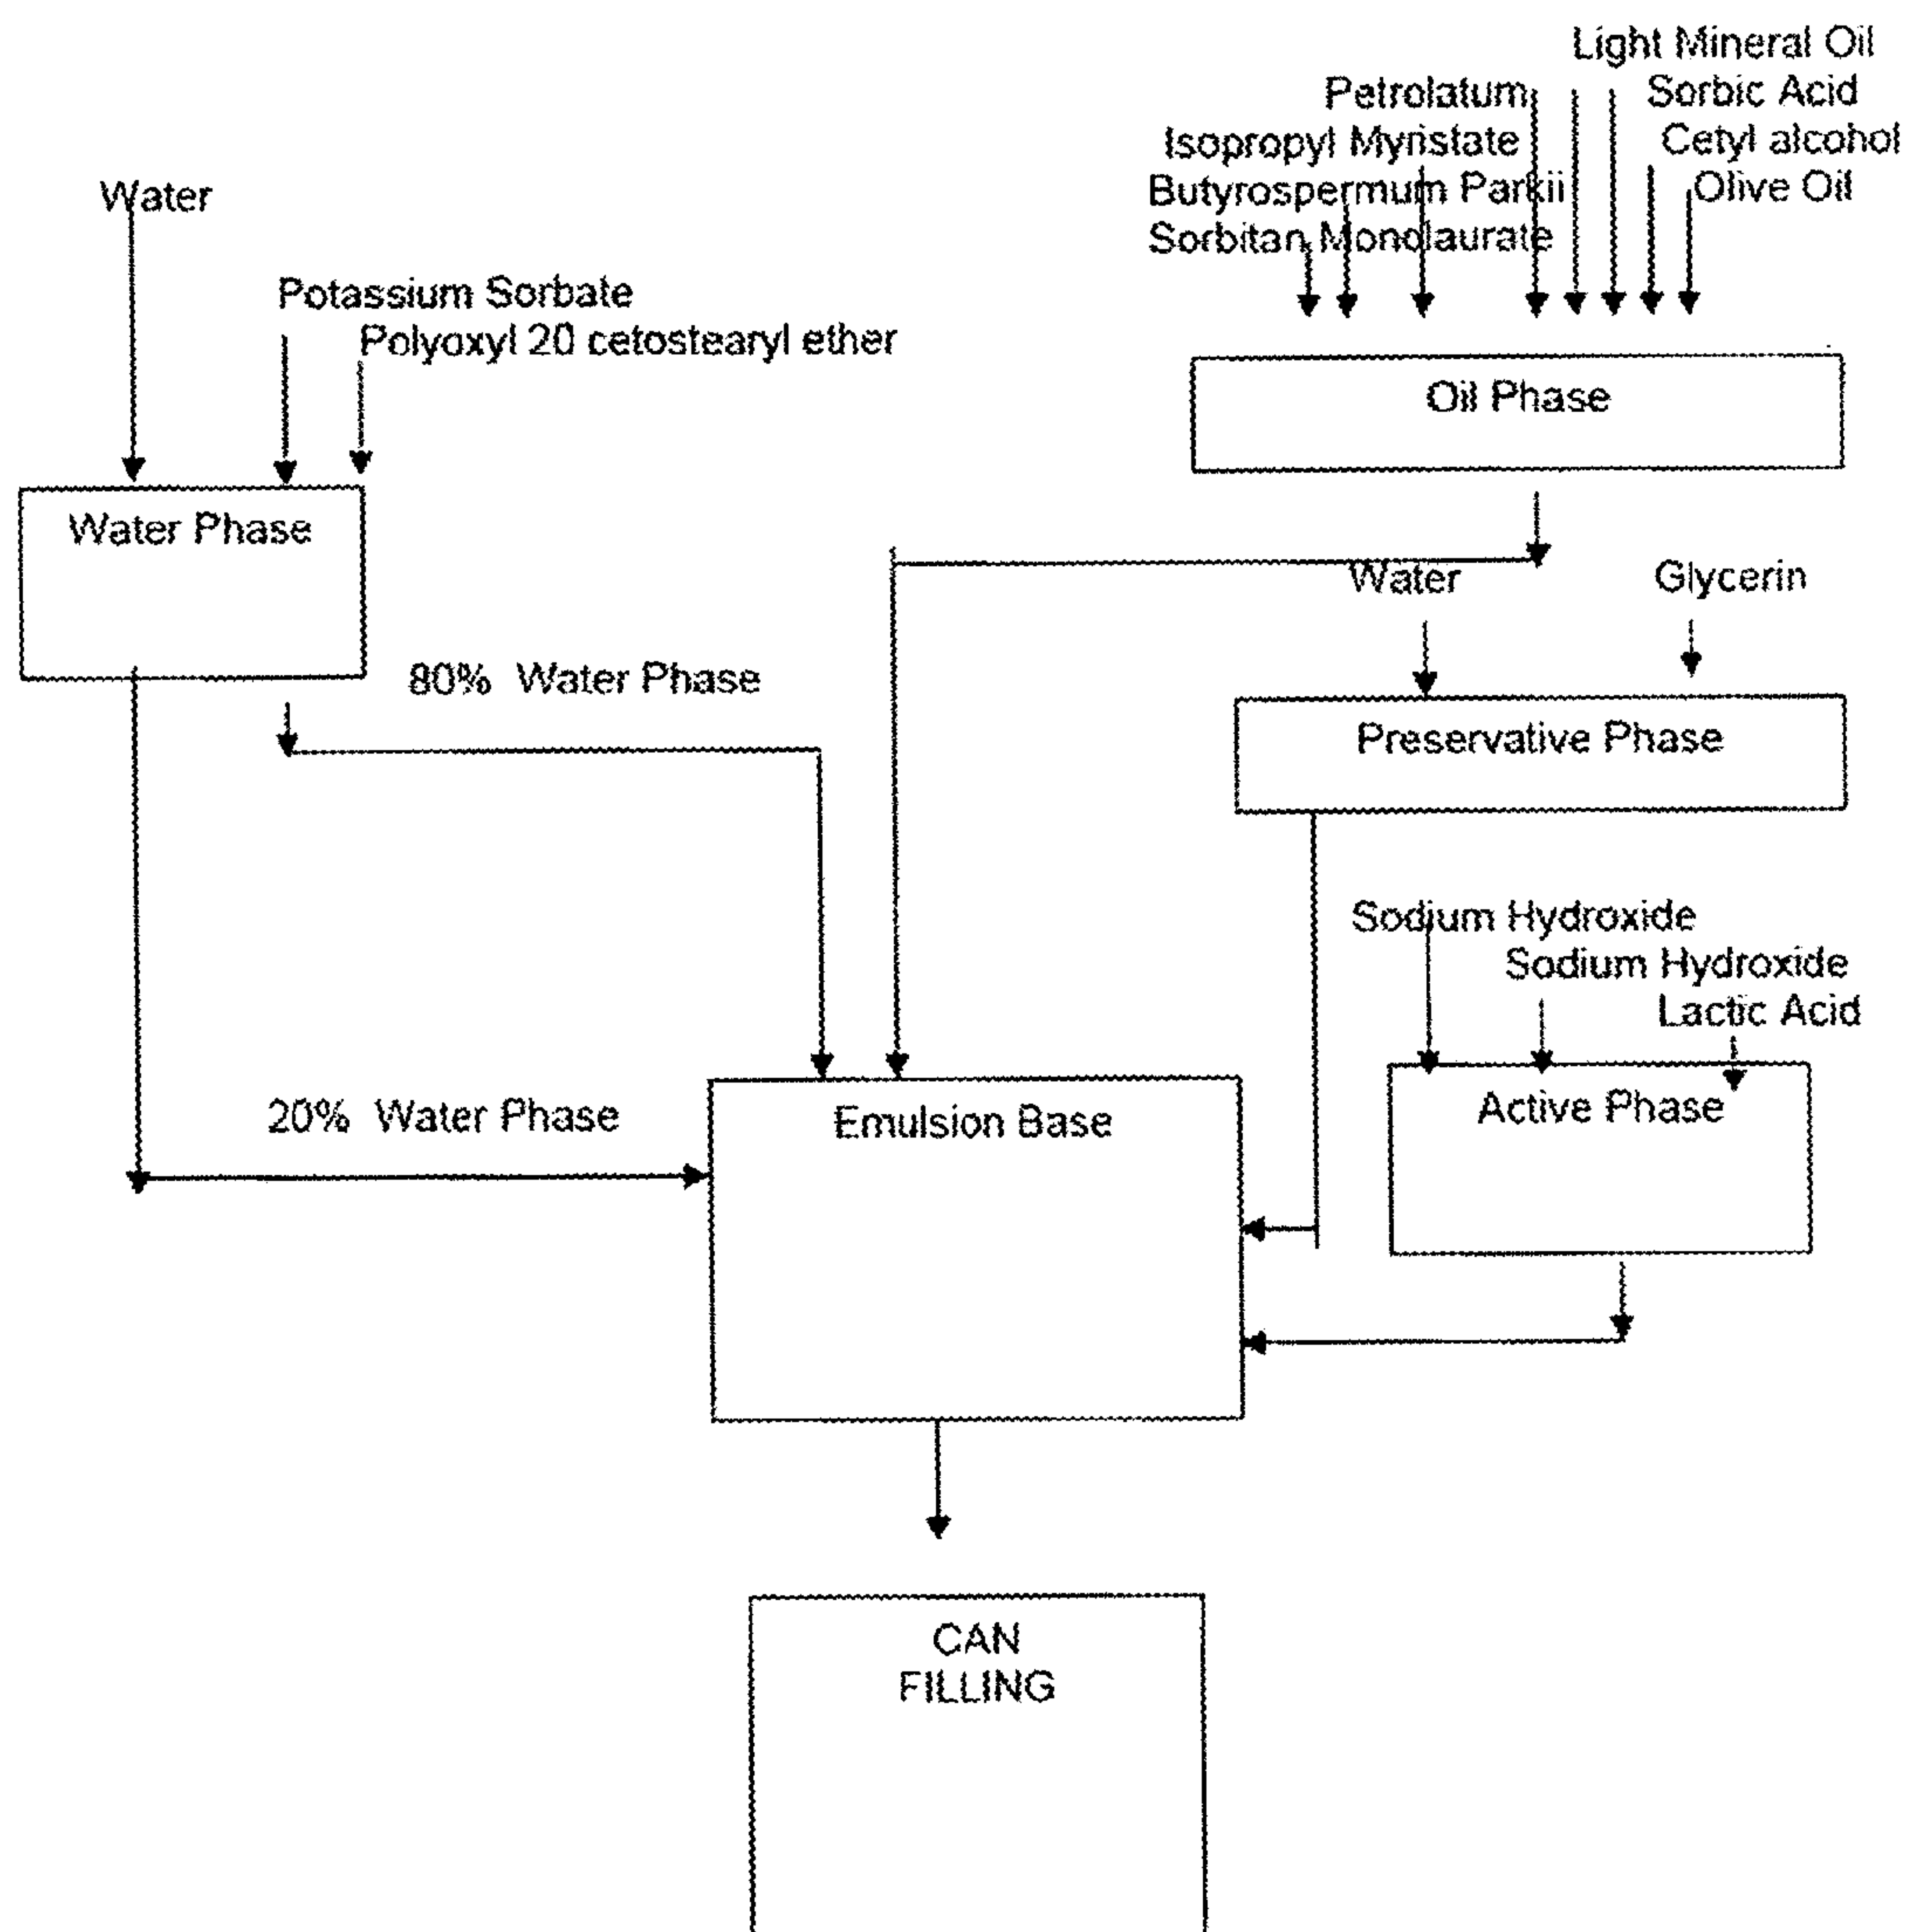 Light Mineral Oil
Petrolatum
Sorbic Acid
Isopropyl Myristate
Cetyl alcohol
Butyrospermum Parkii
Olive Oil
Sorbitan Monolaurate
Water
Potassium Sorbate
Polyoxyl 20 cetostearyl ether
Oil Phase
Water Phase
Water
Glycerin
80% Water Phase
Preservative Phase
Sodium Hydroxide
Sodium Hydroxide
Lactic Acid
20% Water Phase
Emulsion Base
Active Phase
CAN
FILLING